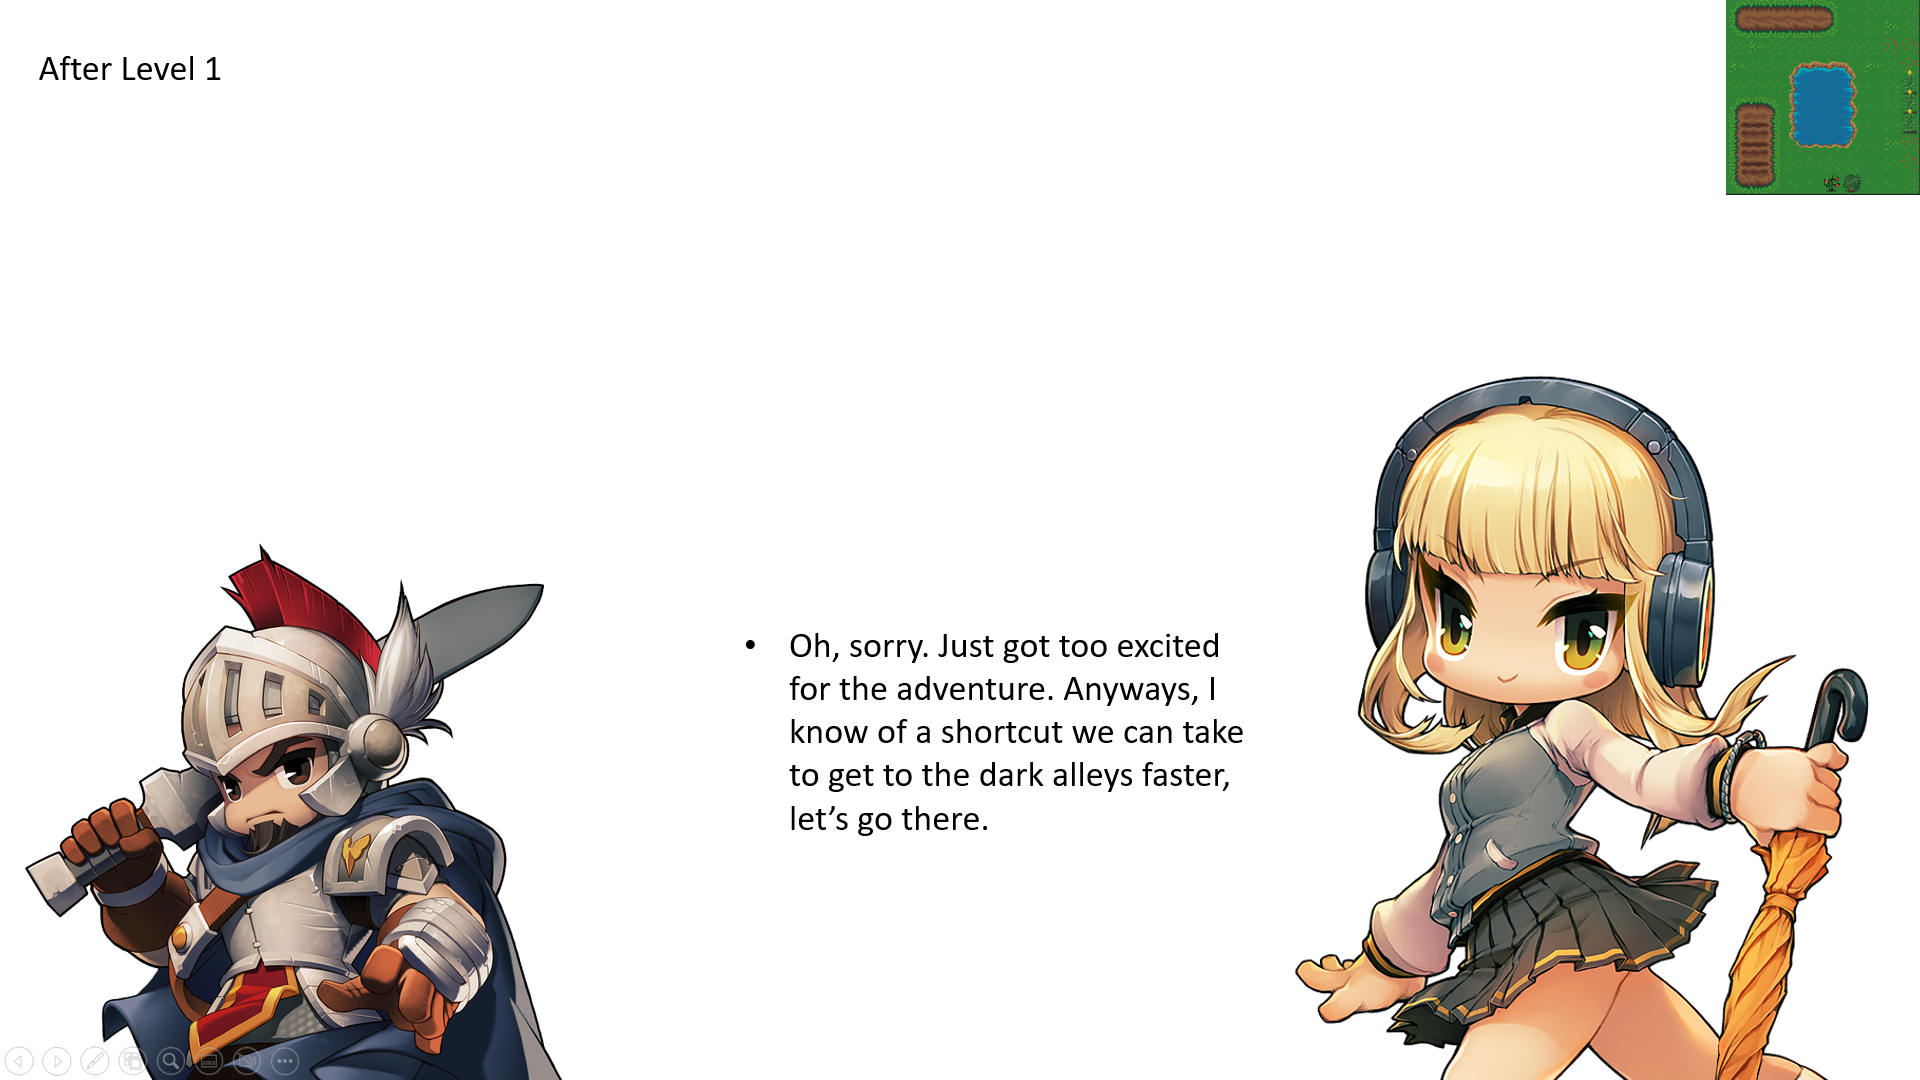 After Level 1
• Oh, sorry. Just got too excited
for the adventure. Anyways, I
know of a shortcut we can take
to get to the dark alleys faster,
let’s go there.